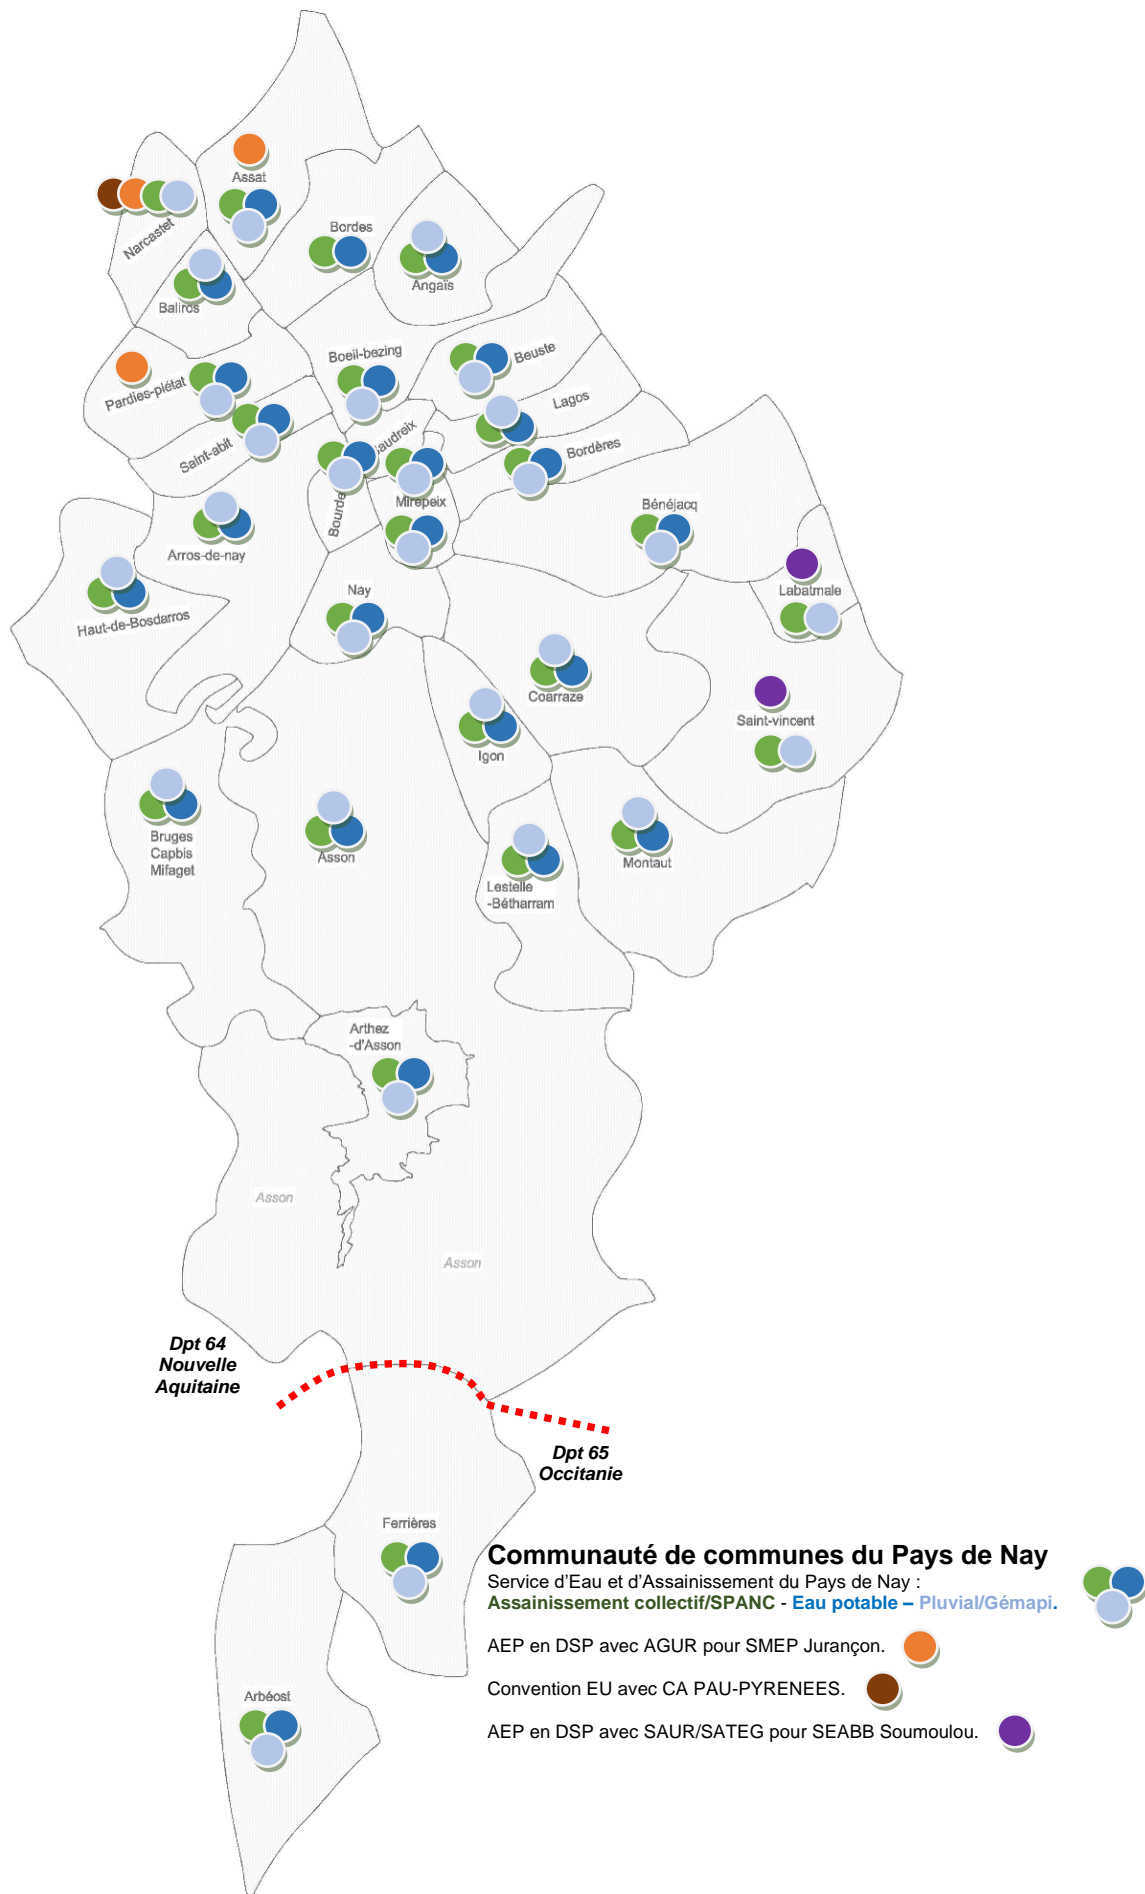 Assat
Narcastet
Bordes
Angaïs
Baliros
Boeil-bezing
Beuste
Pardies-piétat
Lagos
Saint-abit
Baudreix
Bordères
Bourde
Mirepeix
Bénéjacq
Arros-de-nay
Labatmale
Nay
Haut-de-Bosdarros
Coarraze
Saint-vincent
Igon
Bruges
Capbis
Mifaget
Asson
Montaut
Lestelle
-Bétharram
Arthez
-d'Asson
Asson
Asson
Dpt 64
Nouvelle
Aquitaine
Dpt 65
Occitanie
Ferrières
Communauté de communes du Pays de Nay
Service d'Eau et d'Assainissement du Pays de Nay :
Assainissement collectif/SPANC - Eau potable – Pluvial/Gémapi.
AEP en DSP avec AGUR pour SMEP Jurançon.
Convention EU avec CA PAU-PYRENEES.
AEP en DSP avec SAUR/SATEG pour SEABB Soumoulou.
Arbéost